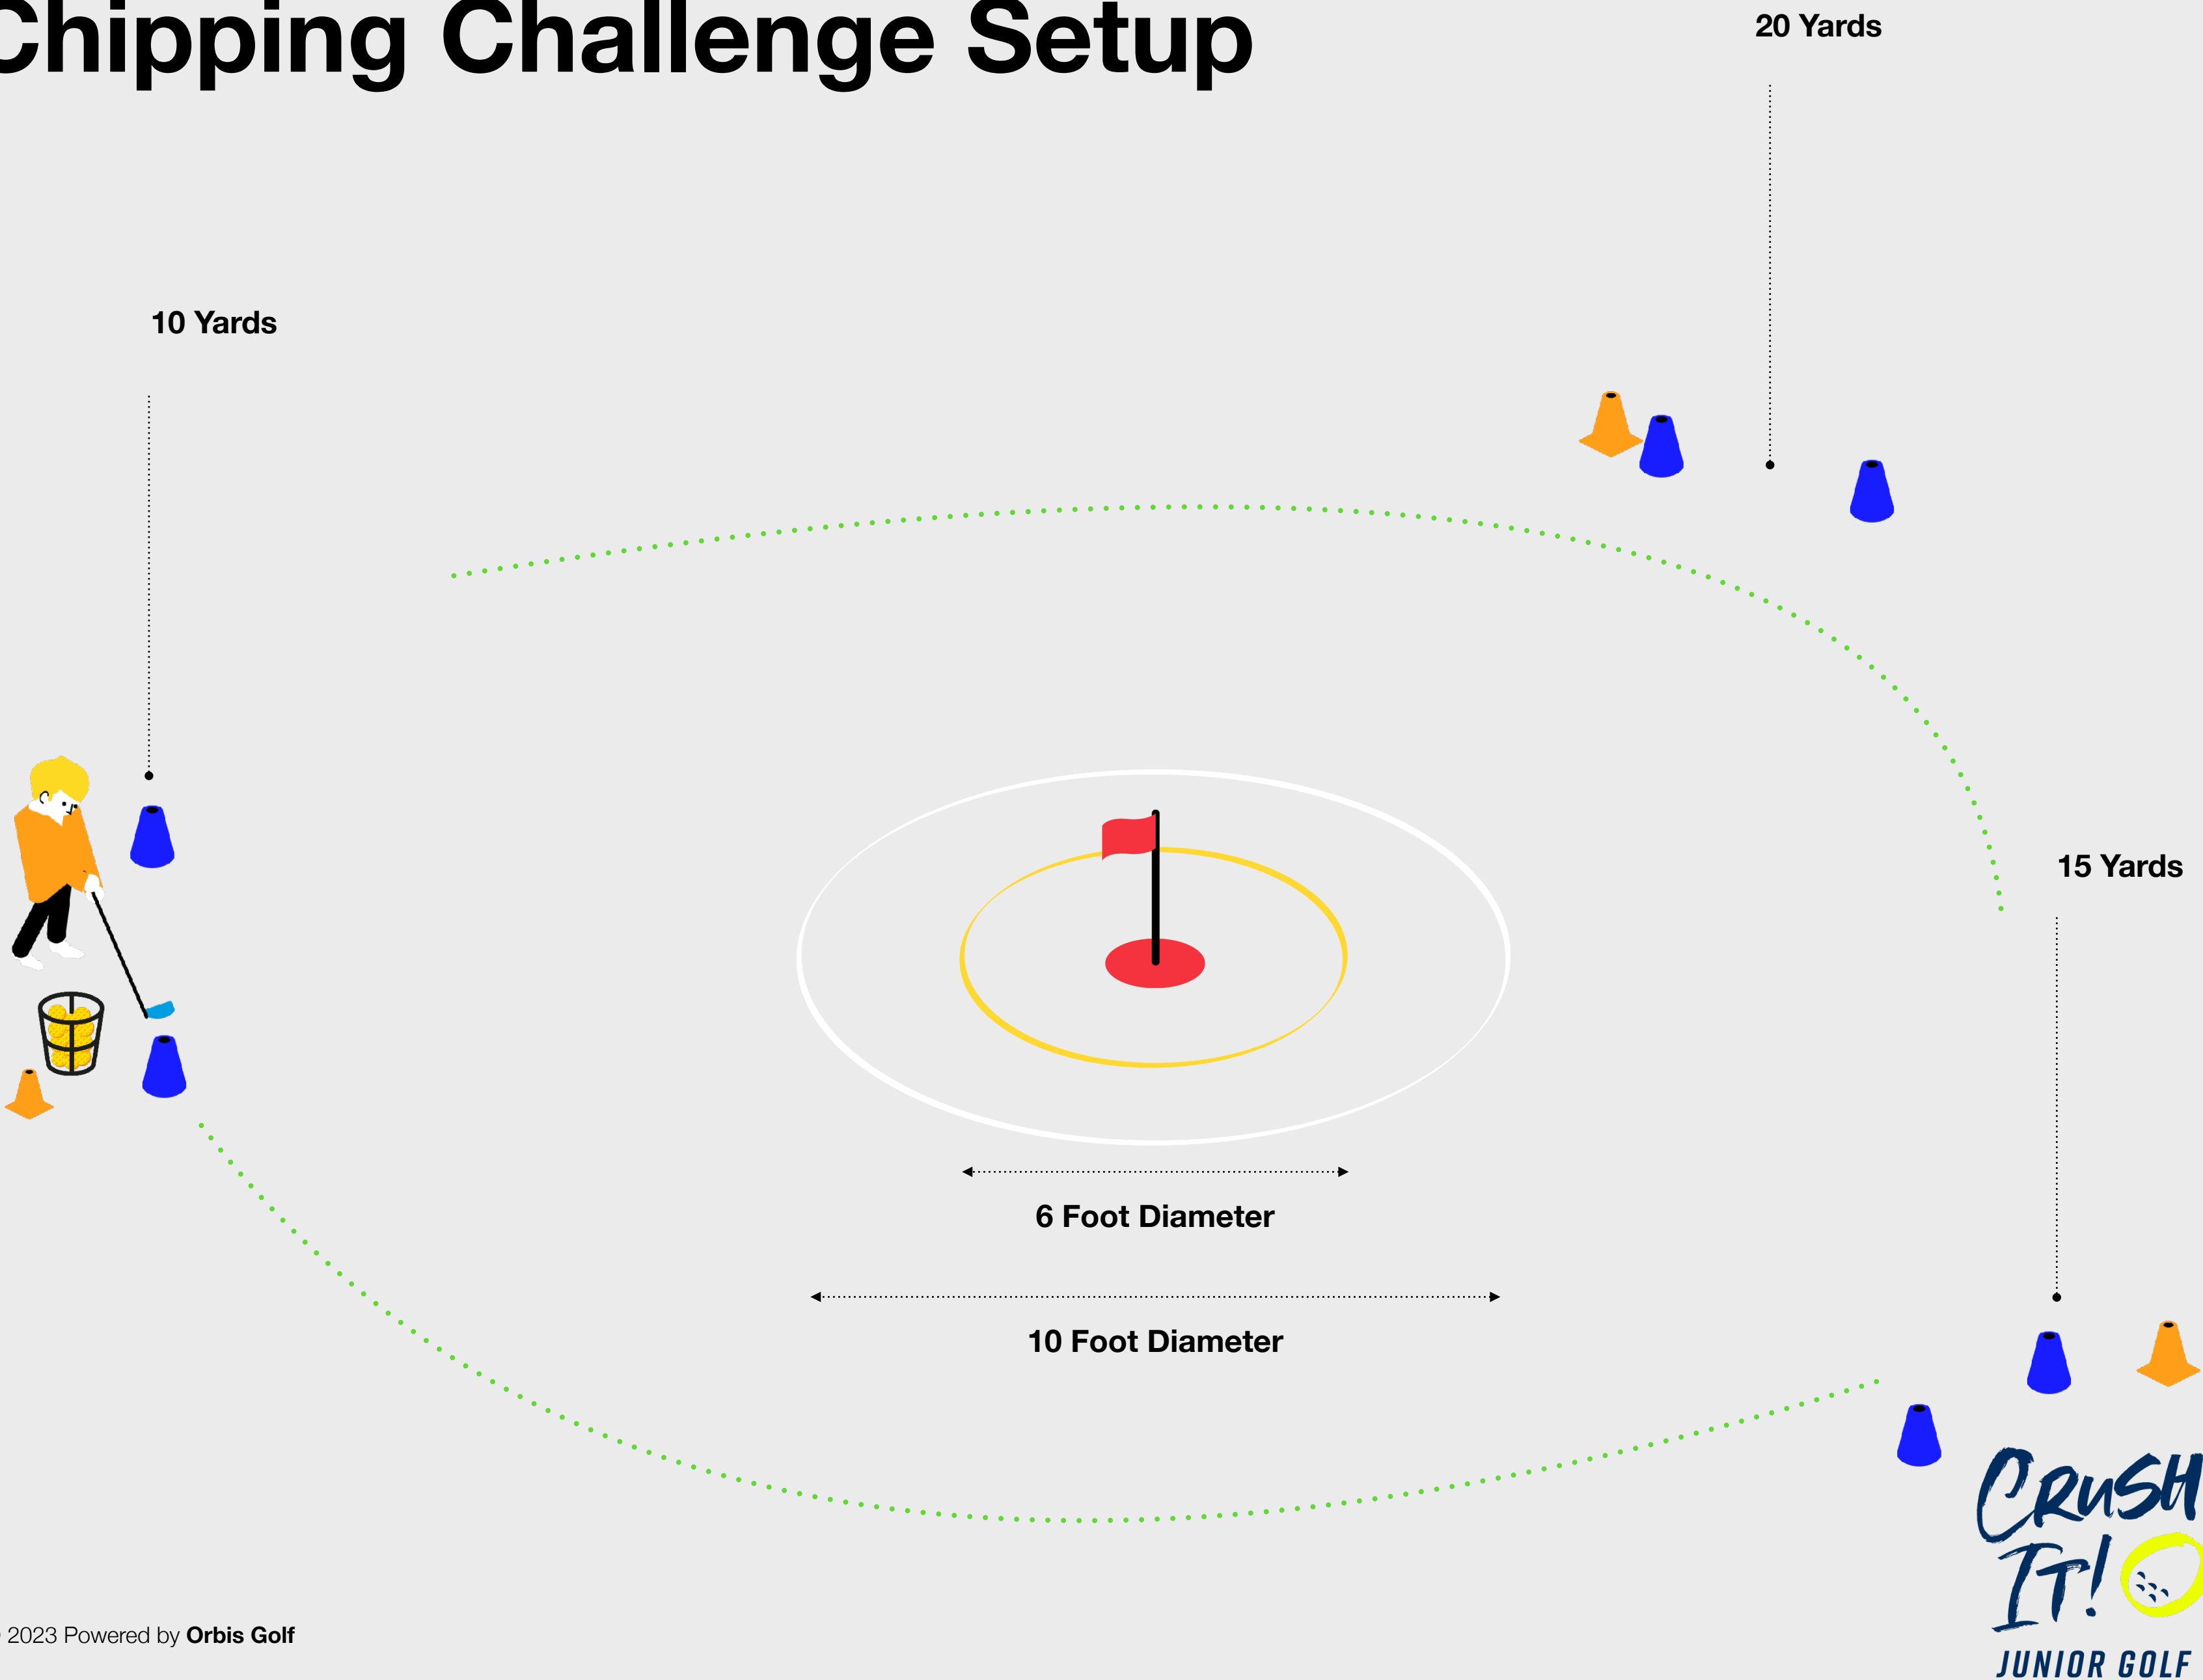 Chipping Challenge Setup
20 Yards
10 Yards
15 Yards
6 Foot Diameter
10 Foot Diameter
CRUSH
IT!
JUNIOR GOLF
2023 Powered by Orbis Golf